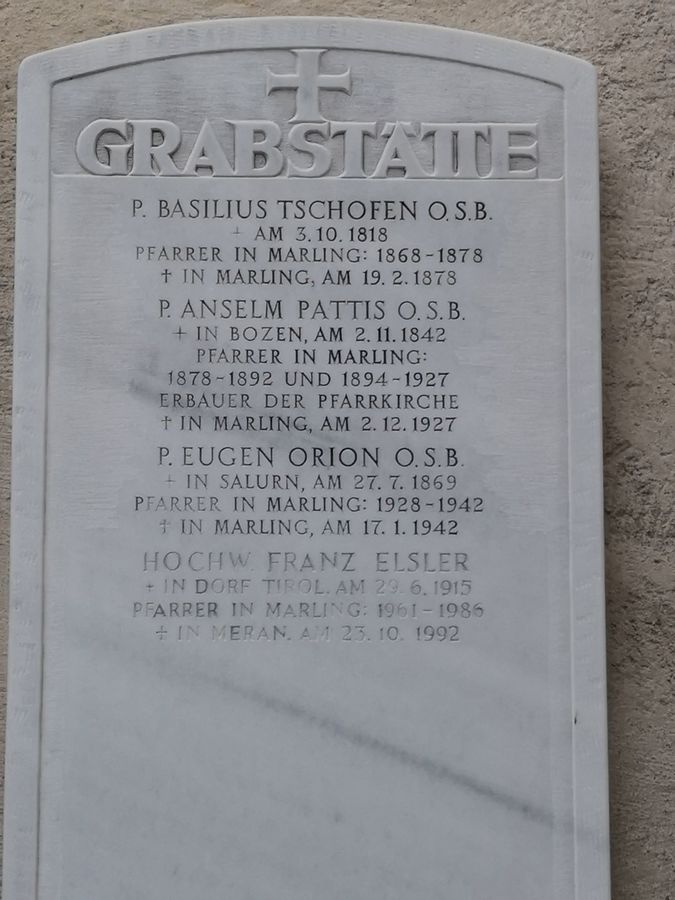 GRABSTÄTTE
P. BASILIUS TSCHOFEN O.S.B.
+ AM 3.10.1818
PFARRER IN MARLING: 1868-1878
† IN MARLING, AM 19.2.1878
P. ANSELM PATTIS O.S.B.
+ IN BOZEN, AM 2.11.1842
PFARRER IN MARLING:
1878-1892 UND 1894-1927
ERBAUER DER PFARRKIRCHE
† IN MARLING, AM 2.12.1927
P. EUGEN ORION O.S.B.
+ IN SALURN, AM 27.7.1869
PFARRER IN MARLING: 1928-1942
† IN MARLING, AM 17.1.1942
HOCHW. FRANZ ELSLER
+ IN DORF TIROL. AM 29.6.1915
PFARRER IN MARLING: 1961-1986
† IN MERAN. AM 23.10.1992